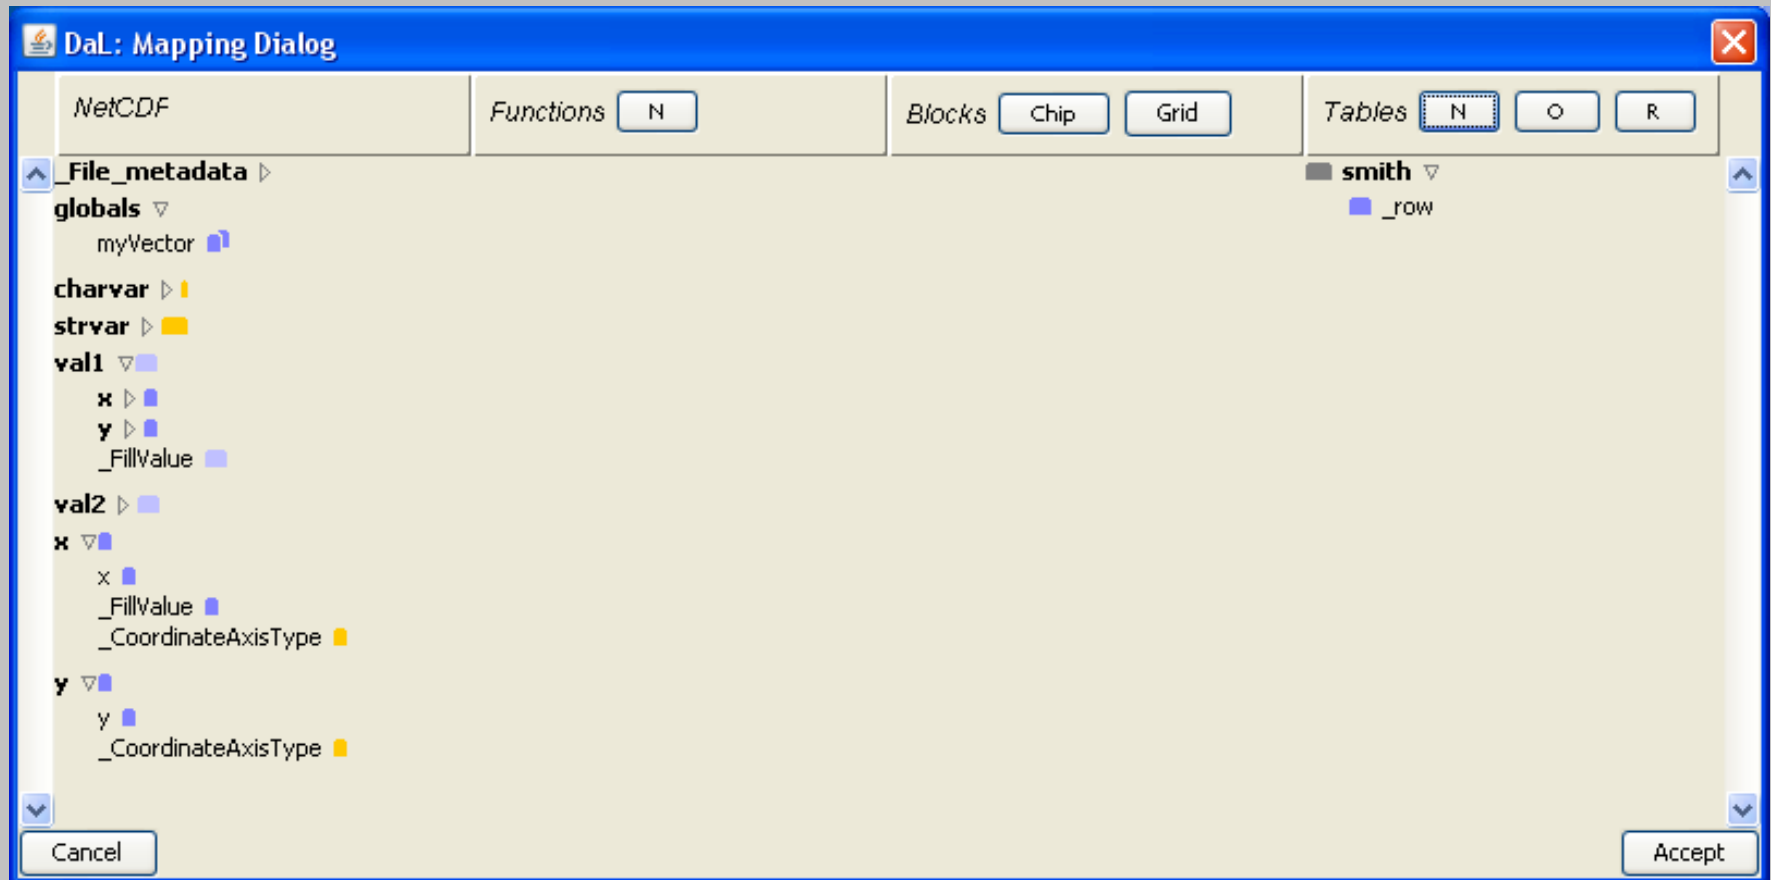 DaL: Mapping Dialog
NetCDF
Functions N
Blocks Chip Grid
Tables N O R
_File_metadata
globals
myVector
charvar
strvar
val1
x
y
_FillValue
val2
x
x
_FillValue
_CoordinateAxisType
y
y
_CoordinateAxisType
smith
_row
Cancel
Accept